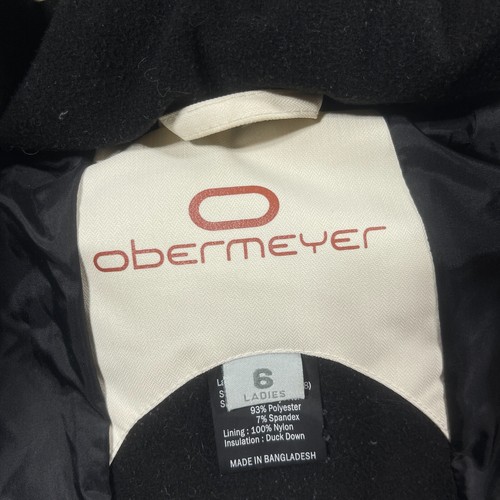 obermeyer
6
LADIES
93% Polyester
7% Spandex
Lining : 100% Nylon
Insulation : Duck Down
MADE IN BANGLADESH